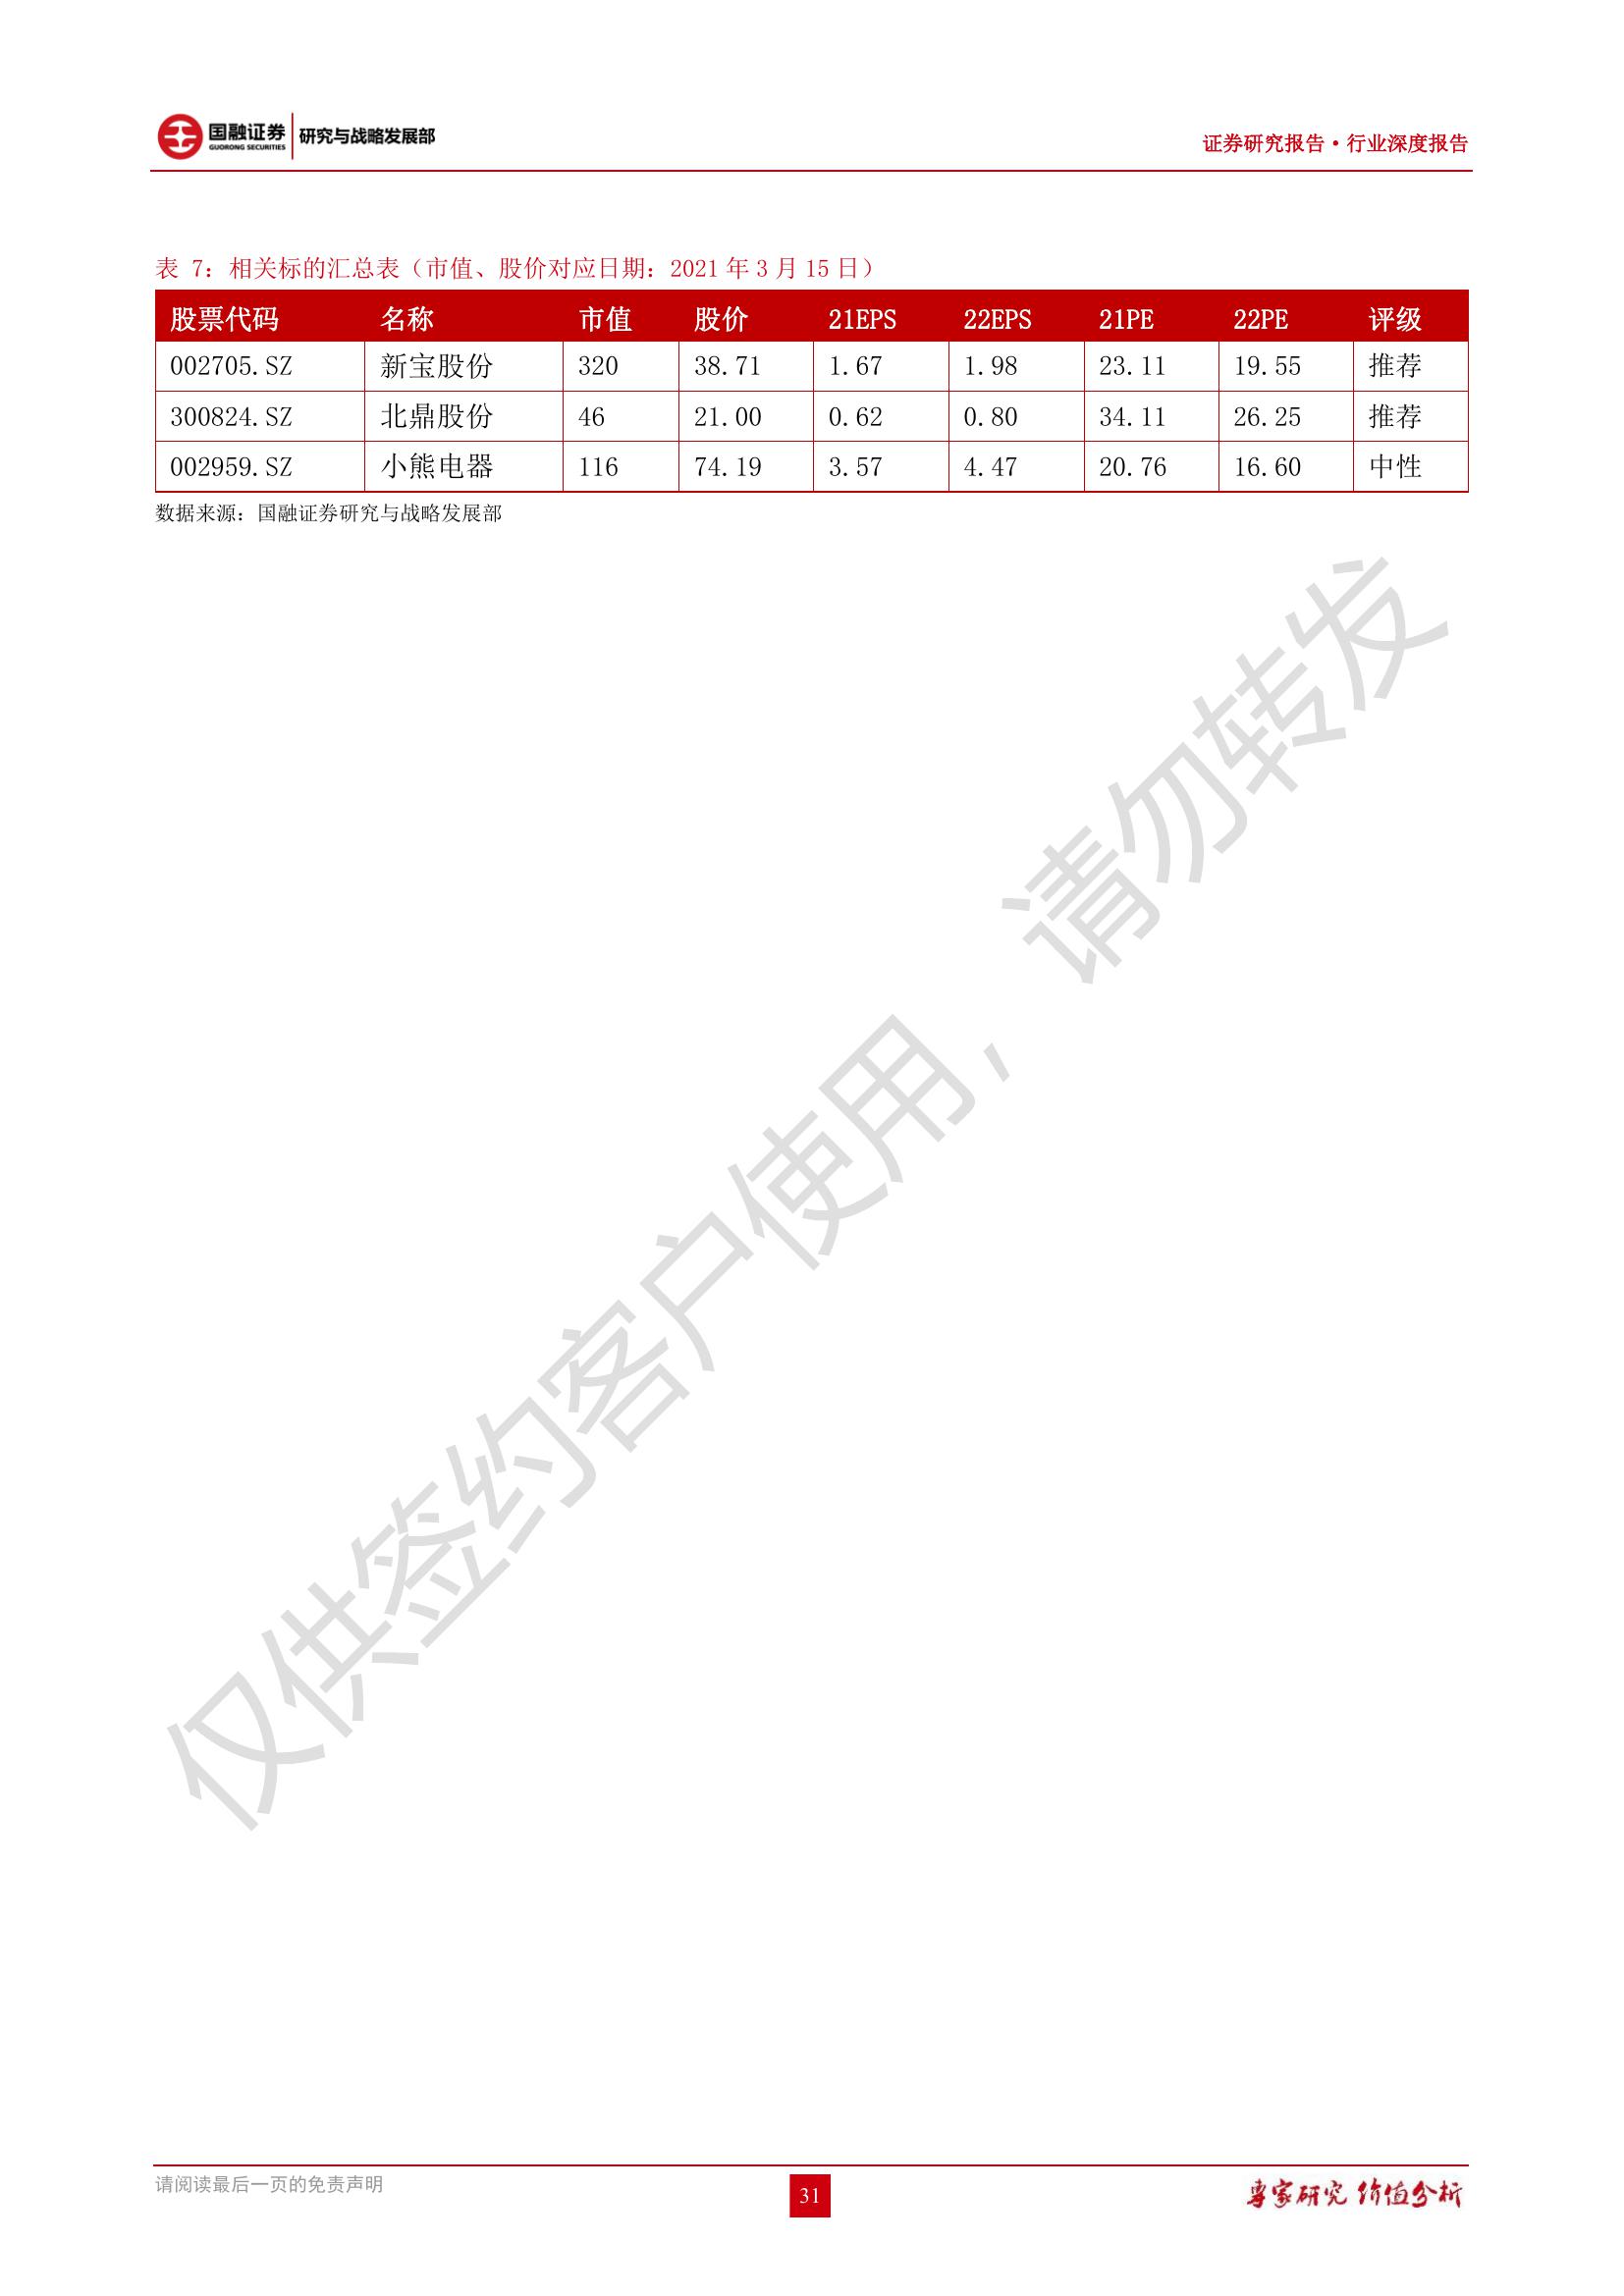 国融证券 研究与战略发展部
GUORONG SECURITIES
证券研究报告·行业深度报告
表 7：相关标的汇总表（市值、股价对应日期：2021 年 3 月 15 日）
股票代码 名称 市值 股价 21EPS 22EPS 21PE 22PE 评级
002705.SZ 新宝股份 320 38.71 1.67 1.98 23.11 19.55 推荐
300824.SZ 北鼎股份 46 21.00 0.62 0.80 34.11 26.25 推荐
002959.SZ 小熊电器 116 74.19 3.57 4.47 20.76 16.60 中性
数据来源：国融证券研究与战略发展部
仅供签约客户使用，请勿转发
请阅读最后一页的免责声明
31
专家研究 价值分析